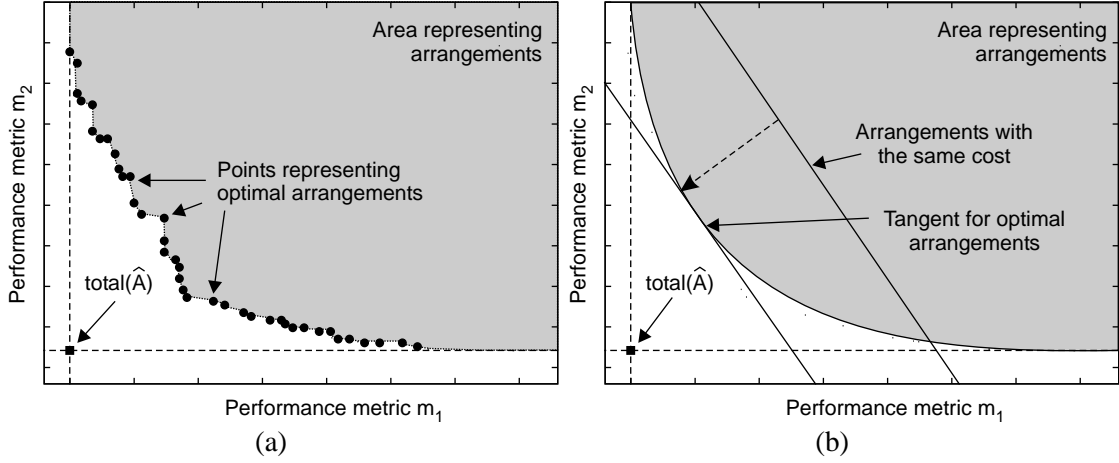 Area representing
arrangements
Performance metric m2
Points representing
optimal arrangements
total(Â)
Performance metric m1
(a)
Area representing
arrangements
Performance metric m2
Arrangements with
the same cost
Tangent for optimal
arrangements
total(Â)
Performance metric m1
(b)